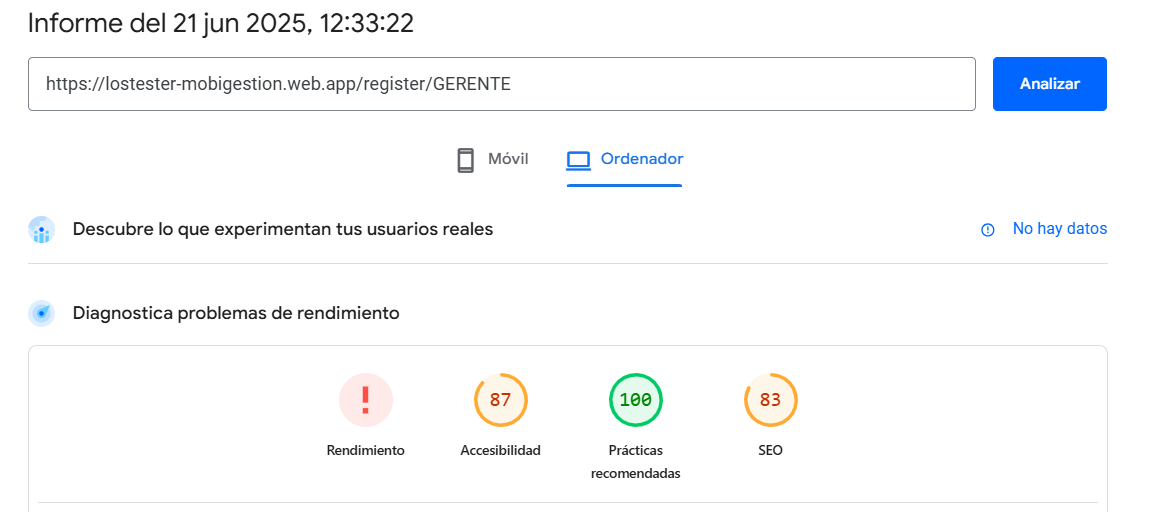 Informe del 21 jun 2025, 12:33:22
https://lostester-mobigestion.web.app/register/GERENTE
Analizar
Móvil
Ordenador
Descubre lo que experimentan tus usuarios reales
No hay datos
Diagnostica problemas de rendimiento
!
87
100
83
Rendimiento
Accesibilidad
Prácticas
recomendadas
SEO